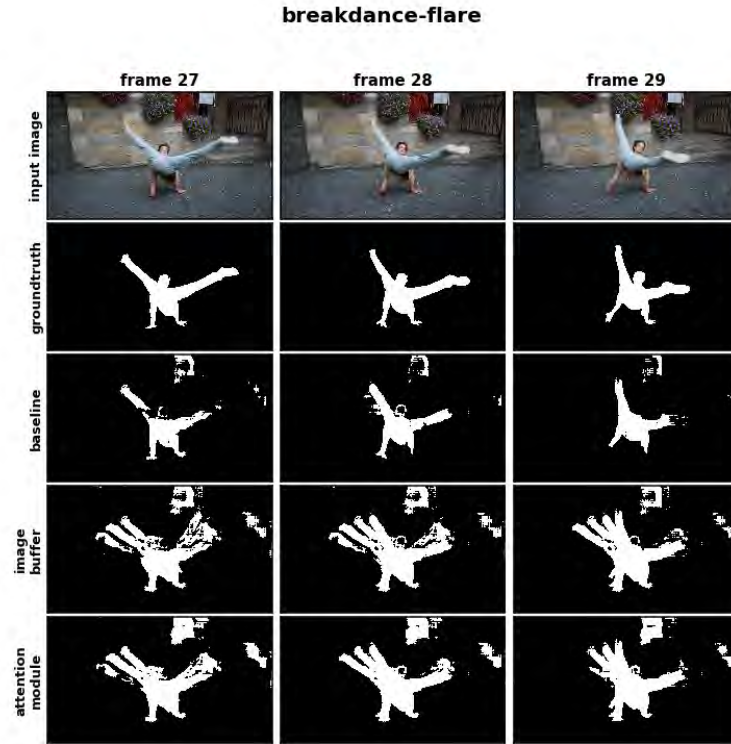 breakdance-flare
frame 27 frame 28 frame 29
input image
groundtruth
baseline
image
buffer
attention
module